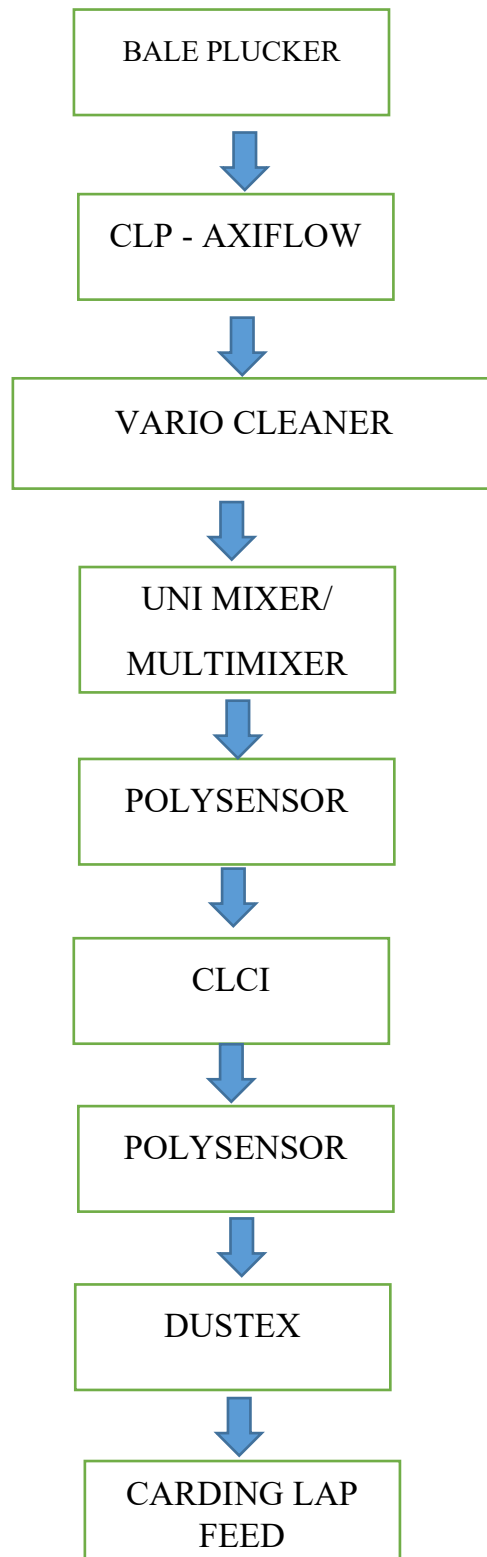 BALE PLUCKER
CLP - AXIFLOW
VARIO CLEANER
UNI MIXER/
MULTIMIXER
POLYSENSOR
CLCI
POLYSENSOR
DUSTEX
CARDING LAP
FEED